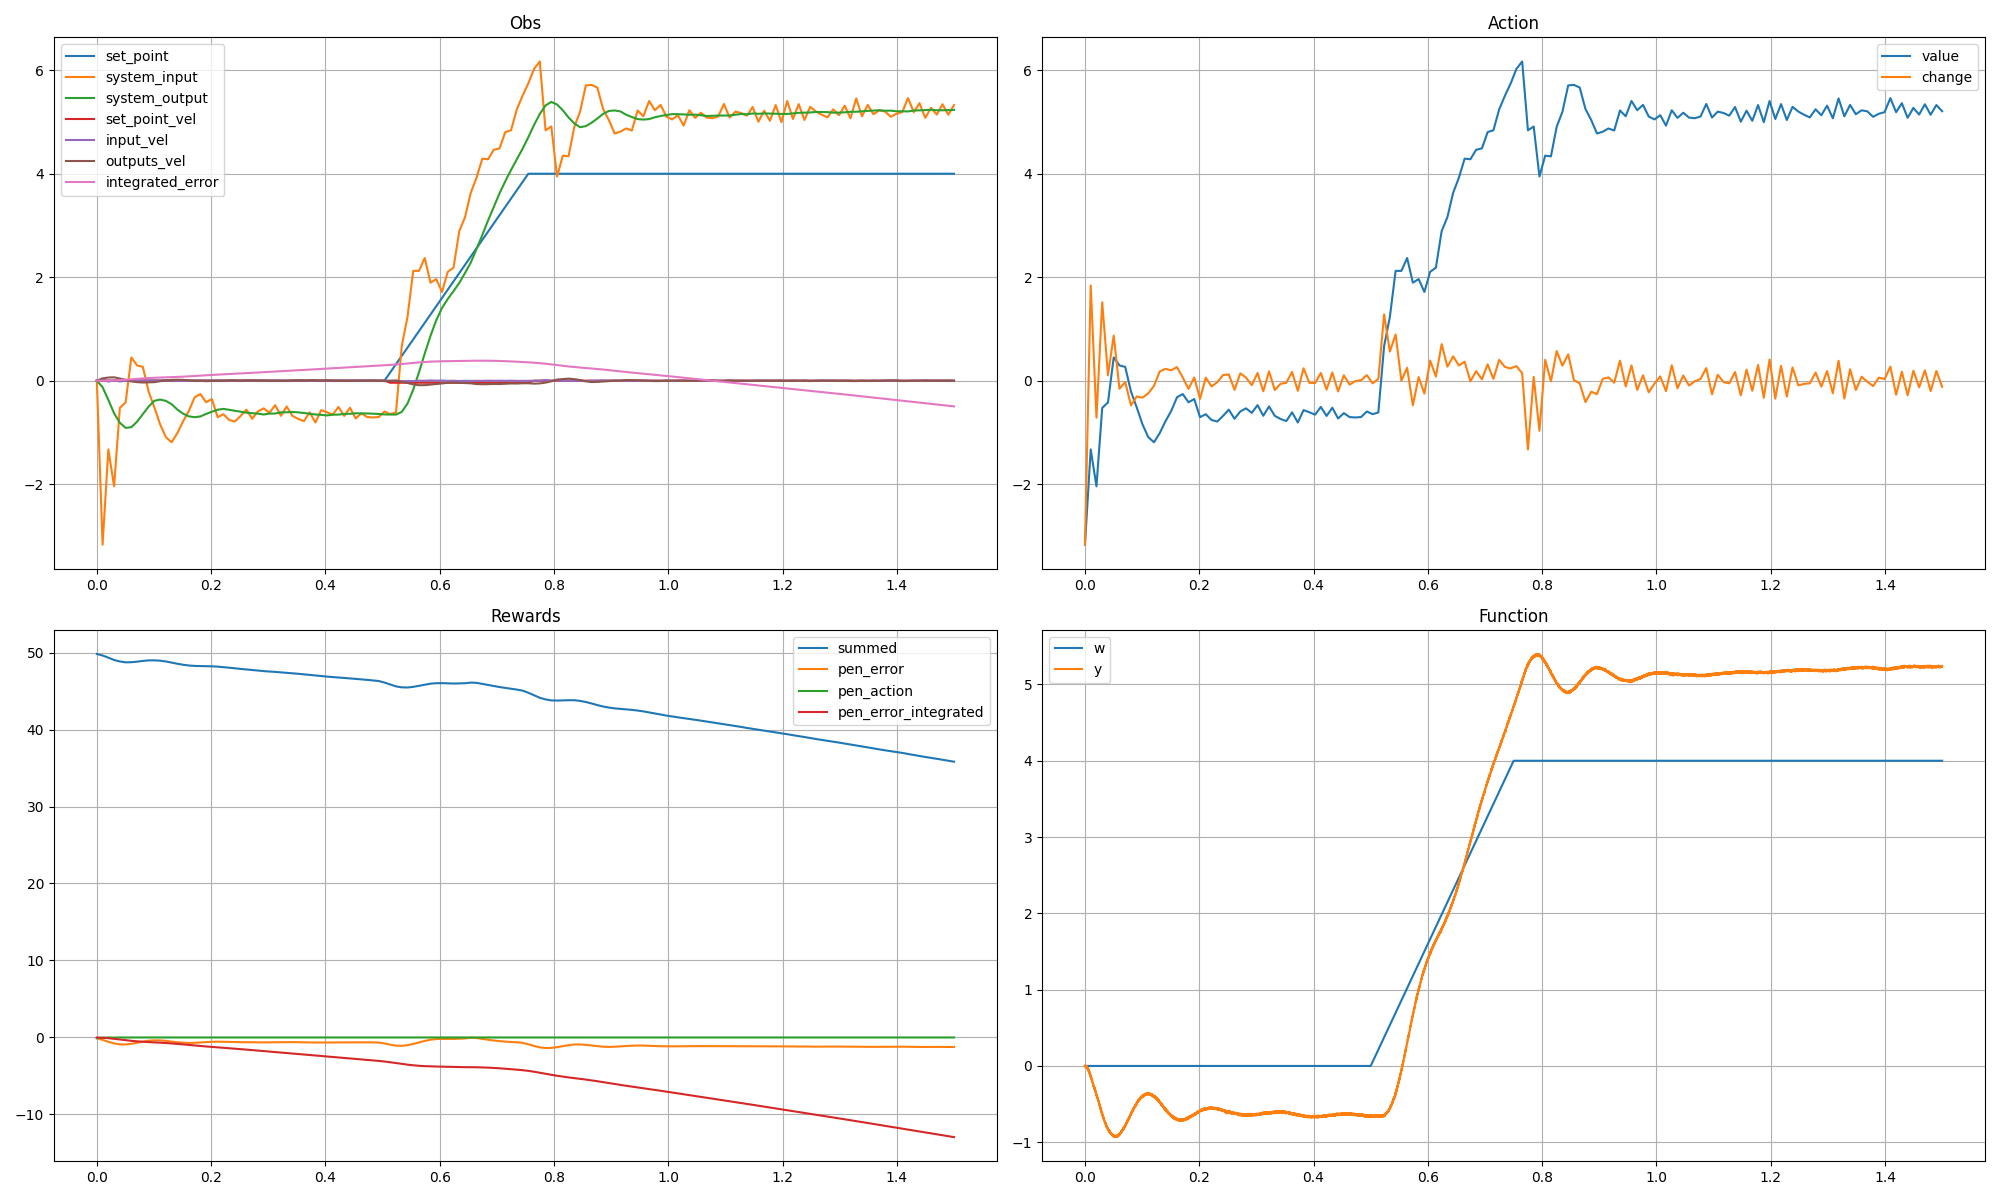 Obs
set_point
system_input
system_output
set_point_vel
input_vel
outputs_vel
integrated_error
6
4
2
0
−2
0.0 0.2 0.4 0.6 0.8 1.0 1.2 1.4
Action
value
change
6
4
2
0
−2
0.0 0.2 0.4 0.6 0.8 1.0 1.2 1.4
Rewards
summed
pen_error
pen_action
pen_error_integrated
50
40
30
20
10
0
−10
0.0 0.2 0.4 0.6 0.8 1.0 1.2 1.4
Function
w
y
5
4
3
2
1
0
−1
0.0 0.2 0.4 0.6 0.8 1.0 1.2 1.4